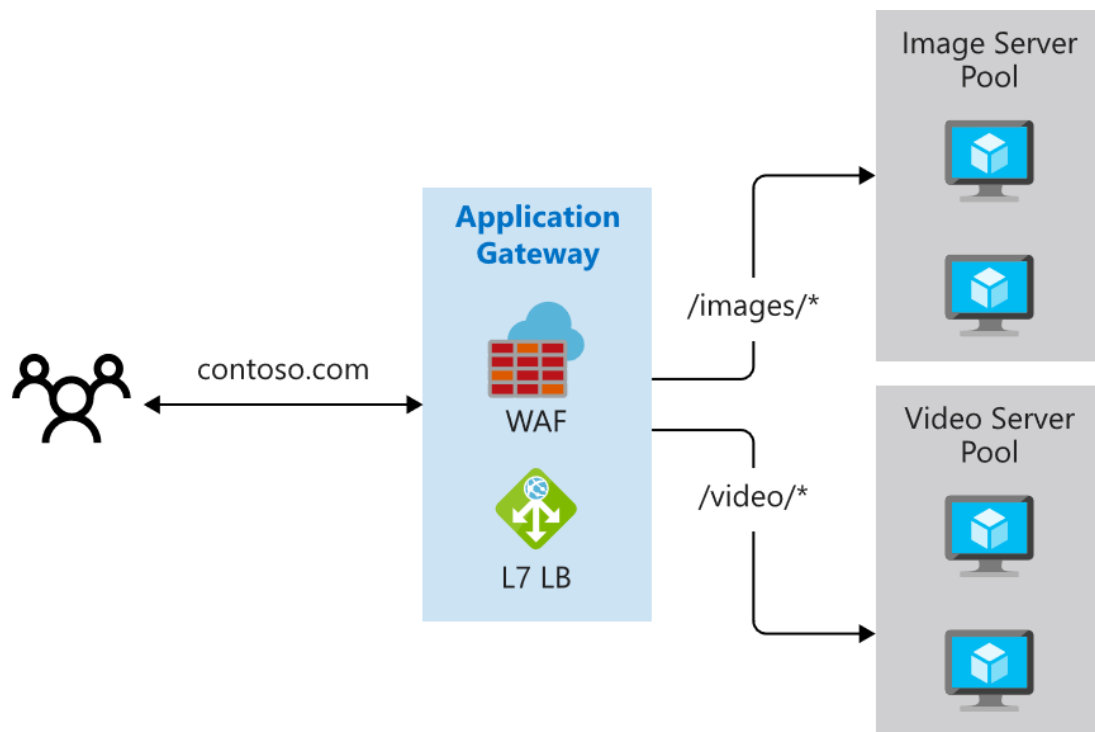 contoso.com
Application
Gateway
WAF
L7 LB
/images/*
/video/*
Image Server
Pool
Video Server
Pool